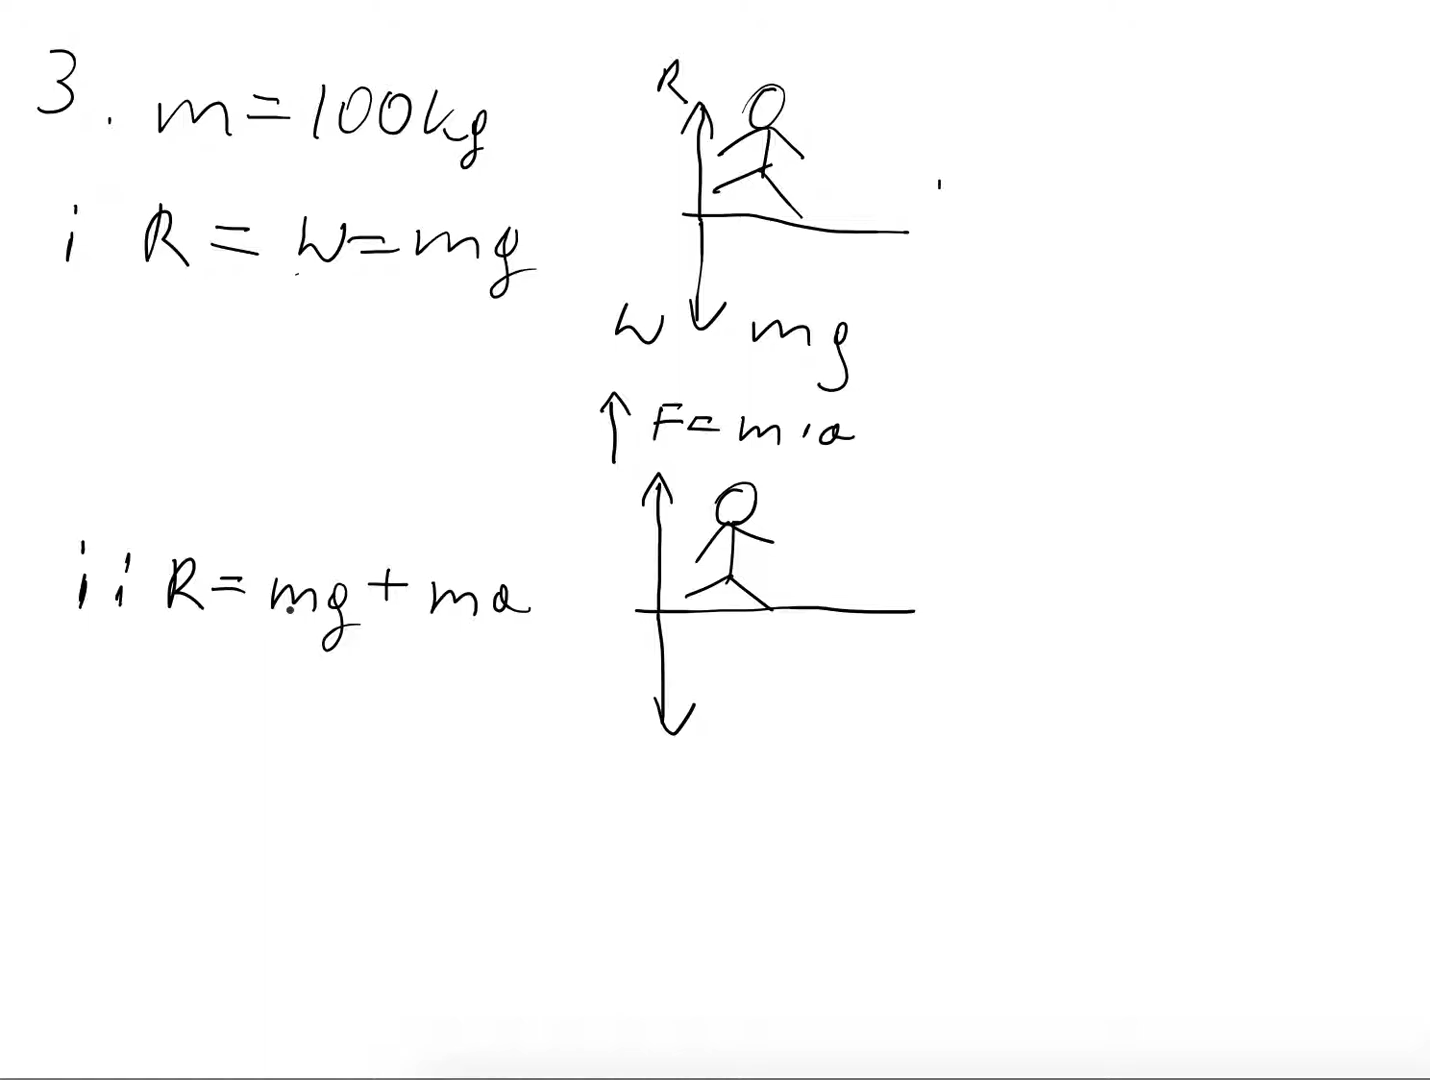 3. m=100kg
R
i R = W=mg
W mg
F= m·a
ii R= mg + ma